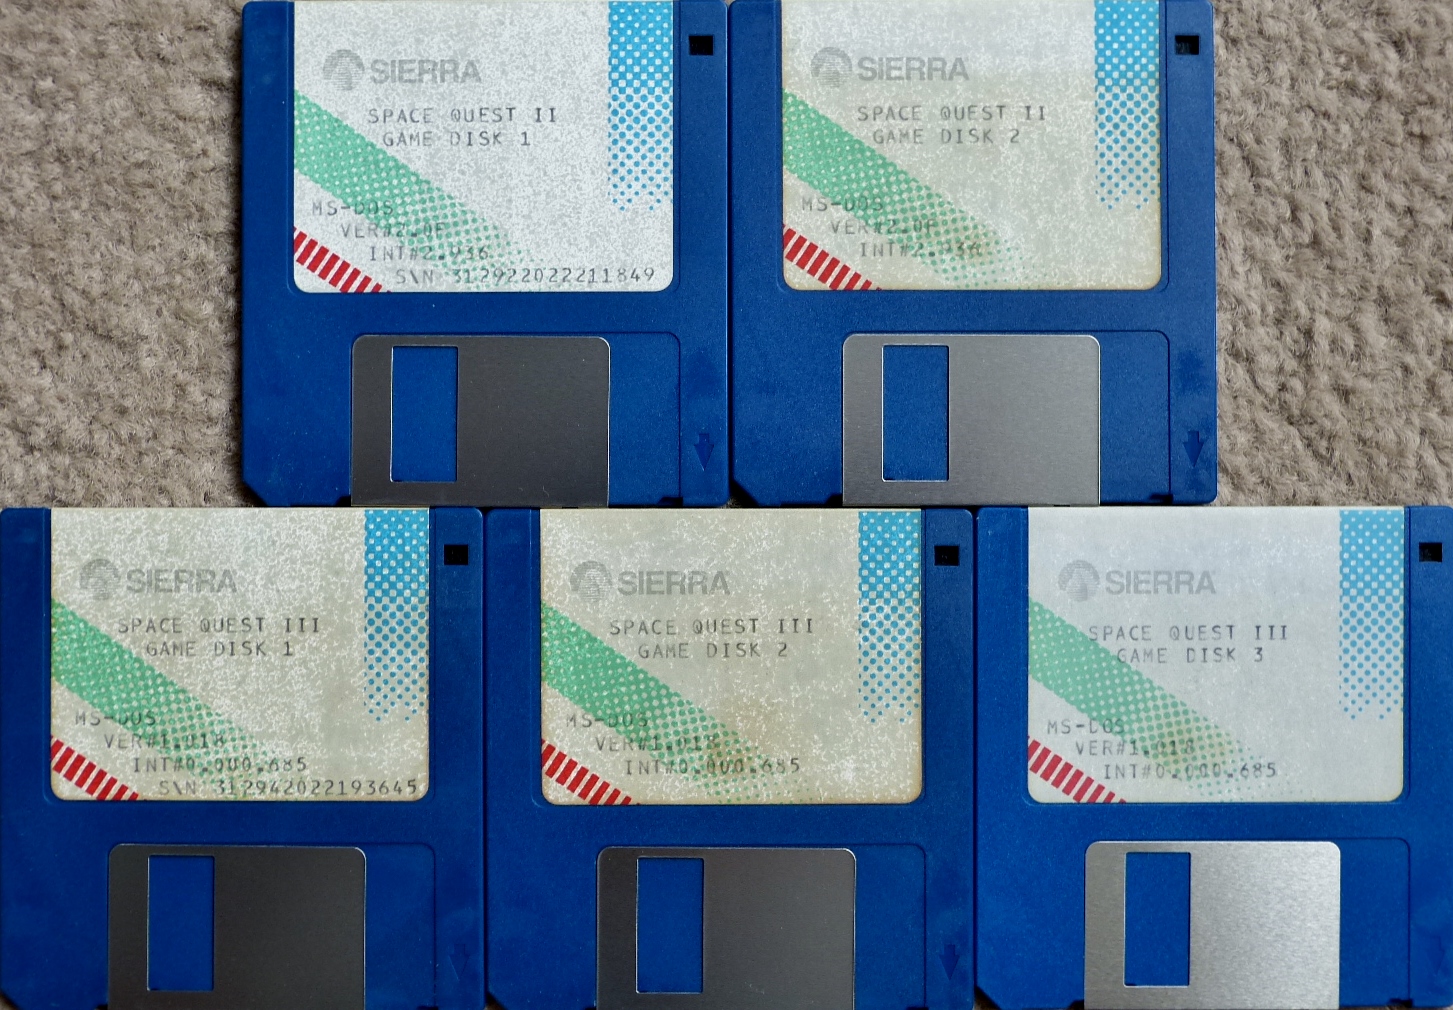 SIERRA
SPACE QUEST II
GAME DISK 1
MS-DOS
VER#2.0F
INT#2.936
S\N 312922022211849
SIERRA
SPACE QUEST II
GAME DISK 2
MS-DOS
VER#2.0F
INT#2.936
SIERRA
SPACE QUEST III
GAME DISK 1
MS-DOS
VER#1.018
INT#0.000.685
S\N 312942022193645
SIERRA
SPACE QUEST III
GAME DISK 2
MS-DOS
VER#1.018
INT#0.000.685
SIERRA
SPACE QUEST III
GAME DISK 3
MS-DOS
VER#1.018
INT#0.000.685